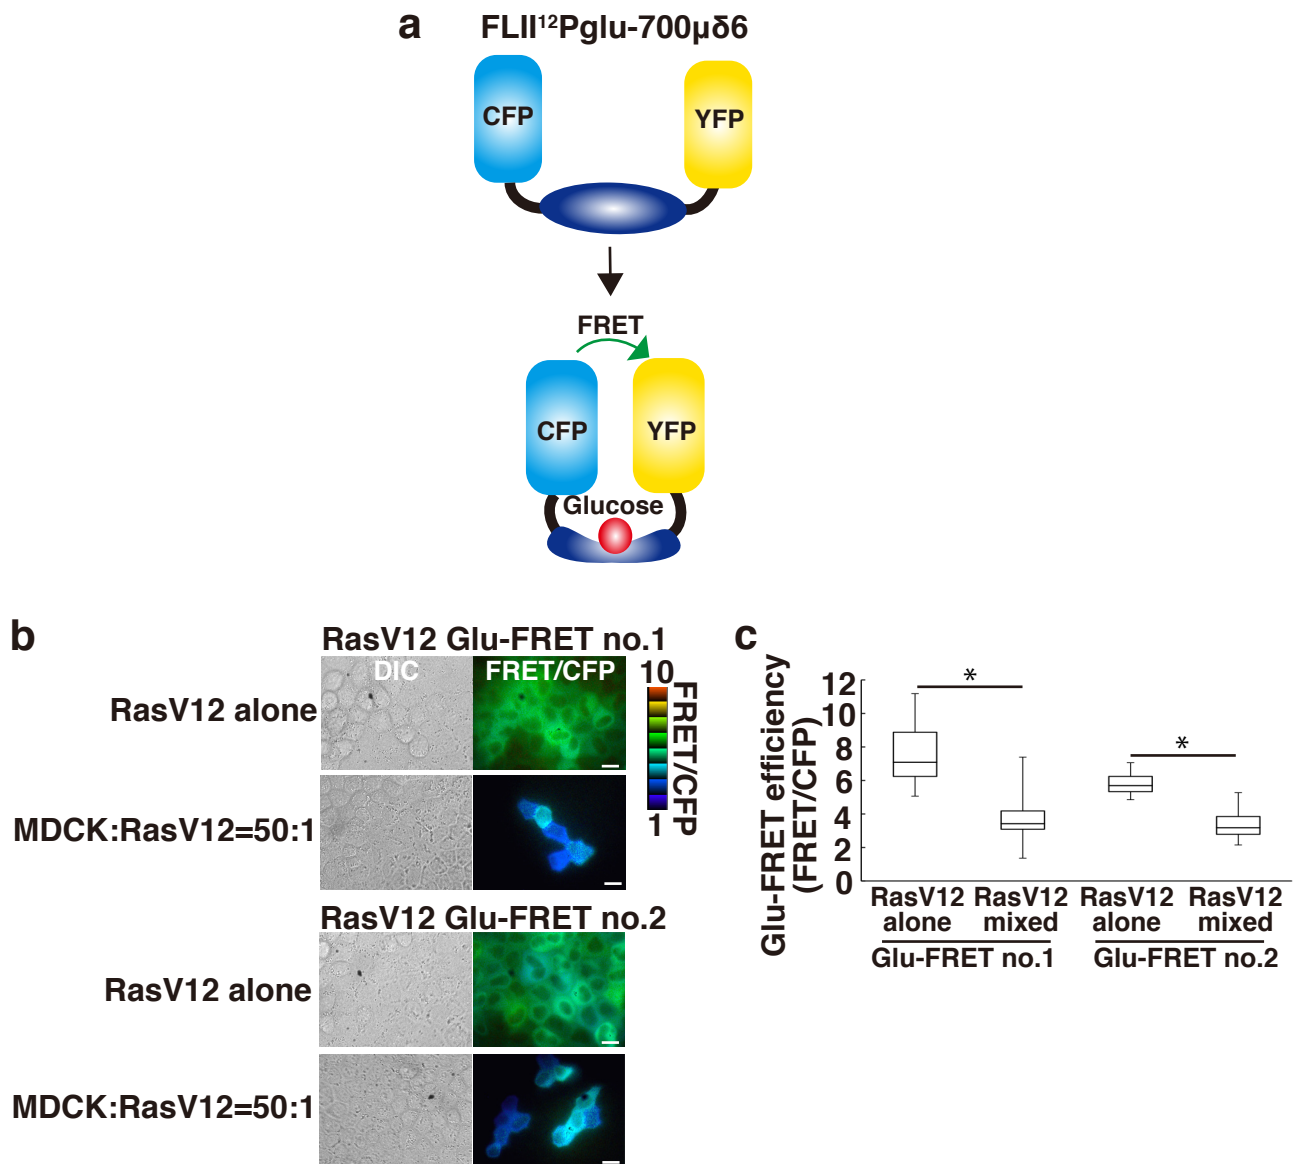 a
FLII¹²Pglu-700μδ6
CFP
YFP
FRET
CFP
YFP
Glucose
b
RasV12 Glu-FRET no.1
DIC
FRET/CFP
RasV12 alone
MDCK:RasV12=50:1
10
1
FRET/CFP
RasV12 Glu-FRET no.2
RasV12 alone
MDCK:RasV12=50:1
c
Glu-FRET efficiency
(FRET/CFP)
12
10
8
6
4
2
0
*
*
RasV12
alone
RasV12
mixed
RasV12
alone
RasV12
mixed
Glu-FRET no.1
Glu-FRET no.2